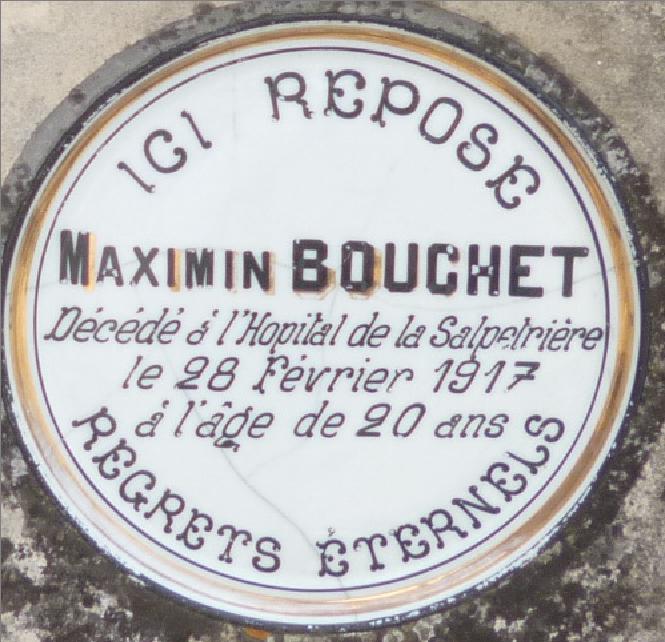 ICI REPOSE
MAXIMIN BOUCHET
Décédé á l'Hopital de la Salpetrière
le 28 Février 1917
á l'âge de 20 ans
REGRETS ÉTERNELS